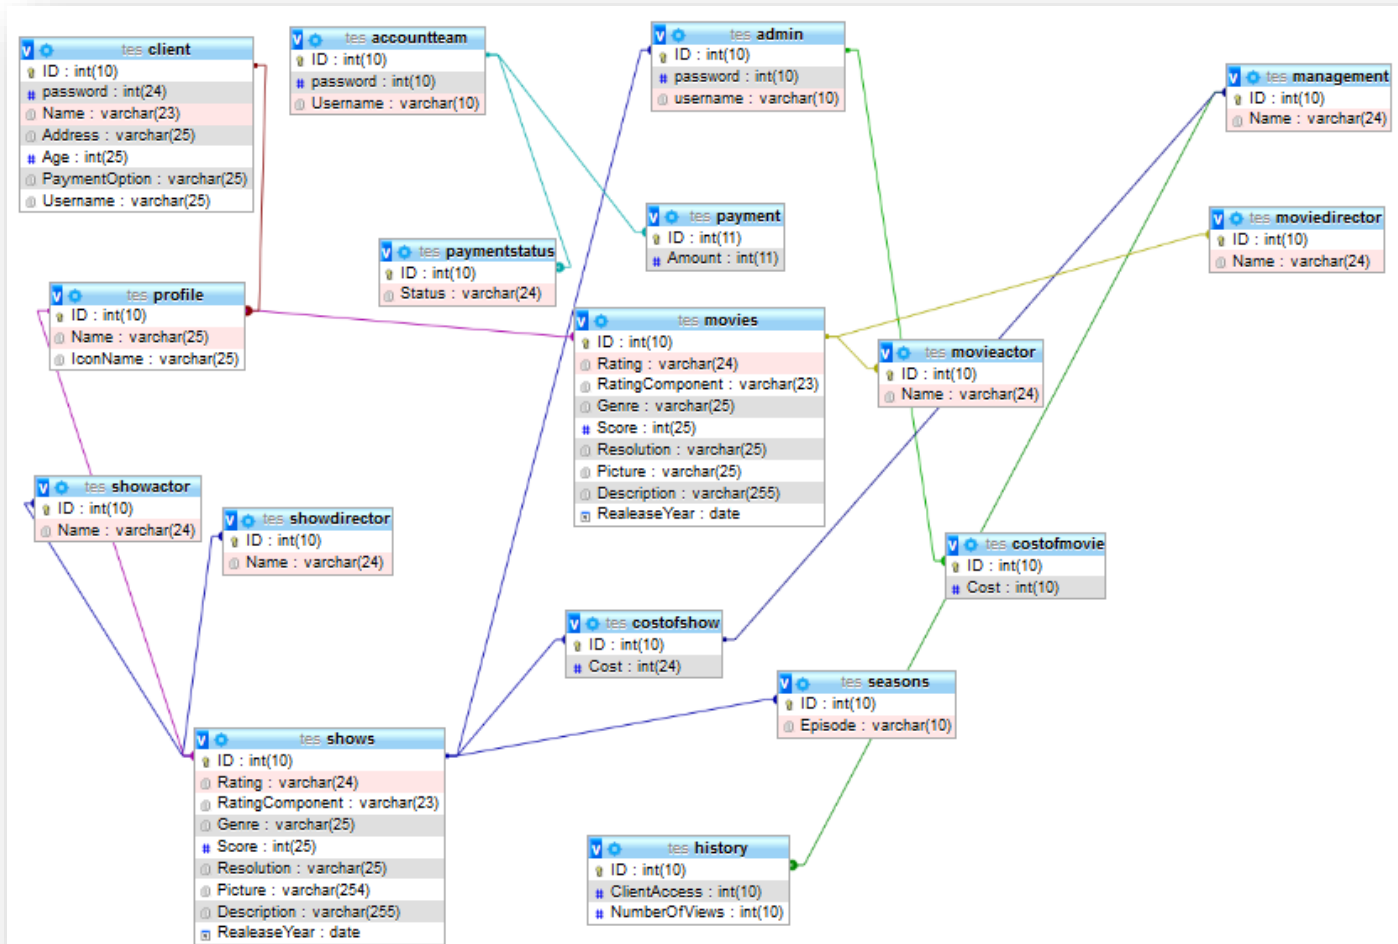 tes client
ID : int(10)
password : int(24)
Name : varchar(23)
Address : varchar(25)
Age : int(25)
PaymentOption : varchar(25)
Username : varchar(25)
tes accountteam
ID : int(10)
password : int(10)
Username : varchar(10)
tes admin
ID : int(10)
password : int(10)
username : varchar(10)
tes management
ID : int(10)
Name : varchar(24)
tes payment
ID : int(11)
Amount : int(11)
tes moviedirector
ID : int(10)
Name : varchar(24)
tes paymentstatus
ID : int(10)
Status : varchar(24)
tes profile
ID : int(10)
Name : varchar(25)
IconName : varchar(25)
tes movies
ID : int(10)
Rating : varchar(24)
RatingComponent : varchar(23)
Genre : varchar(25)
Score : int(25)
Resolution : varchar(25)
Picture : varchar(25)
Description : varchar(255)
RealeaseYear : date
tes movieactor
ID : int(10)
Name : varchar(24)
tes showactor
ID : int(10)
Name : varchar(24)
tes showdirector
ID : int(10)
Name : varchar(24)
tes costofmovie
ID : int(10)
Cost : int(10)
tes costofshow
ID : int(10)
Cost : int(24)
tes seasons
ID : int(10)
Episode : varchar(10)
tes shows
ID : int(10)
Rating : varchar(24)
RatingComponent : varchar(23)
Genre : varchar(25)
Score : int(25)
Resolution : varchar(25)
Picture : varchar(254)
Description : varchar(255)
RealeaseYear : date
tes history
ID : int(10)
ClientAccess : int(10)
NumberOfViews : int(10)